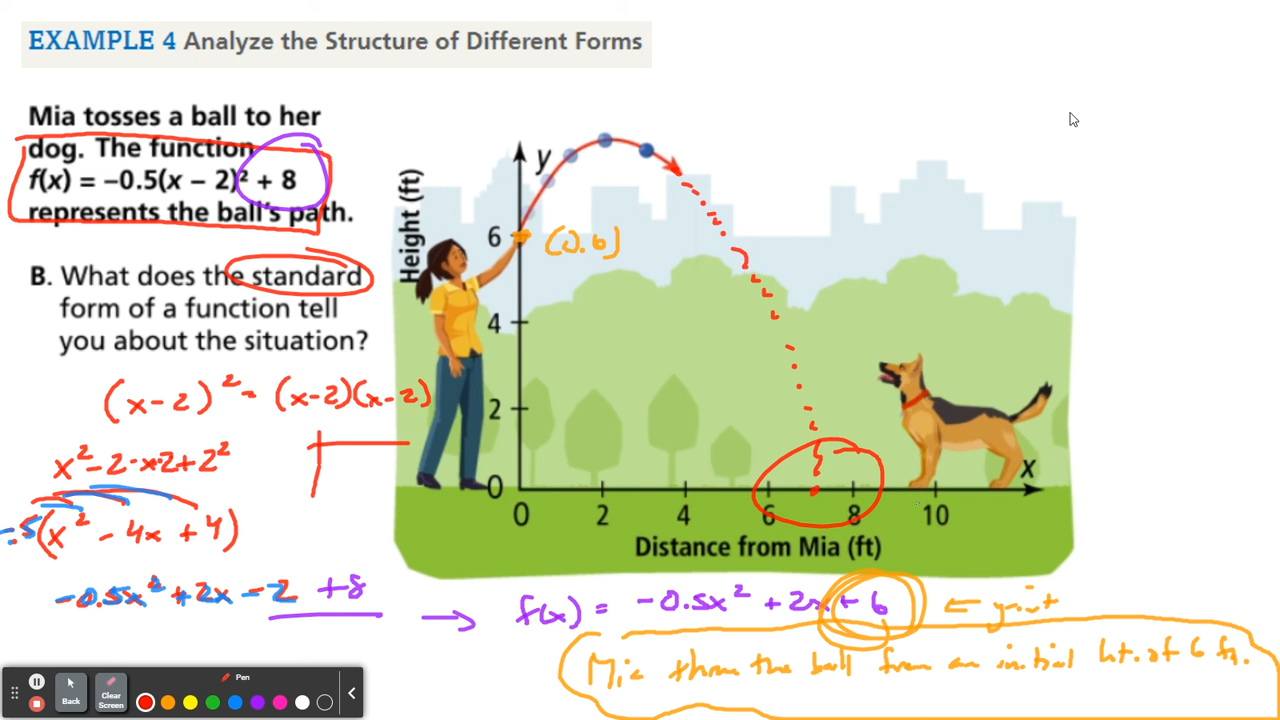 EXAMPLE 4 Analyze the Structure of Different Forms
Mia tosses a ball to her
dog. The function
f(x) = −0.5(x − 2)² + 8
represents the ball's path.
B. What does the standard
form of a function tell
you about the situation?
(x-2)² = (x-2)(x-2)
x² - 2·x·2 + 2²
-.5(x² - 4x + 4)
-0.5x² + 2x - 2 + 8
→ f(x) = -0.5x² + 2x + 6 ← y-int
Mia throws the ball from an initial ht. of 6 ft.
Height (ft)
y
6
(0.6)
4
2
0
x
0 2 4 6 8 10
Distance from Mia (ft)
Pen
Back
Clear
Screen